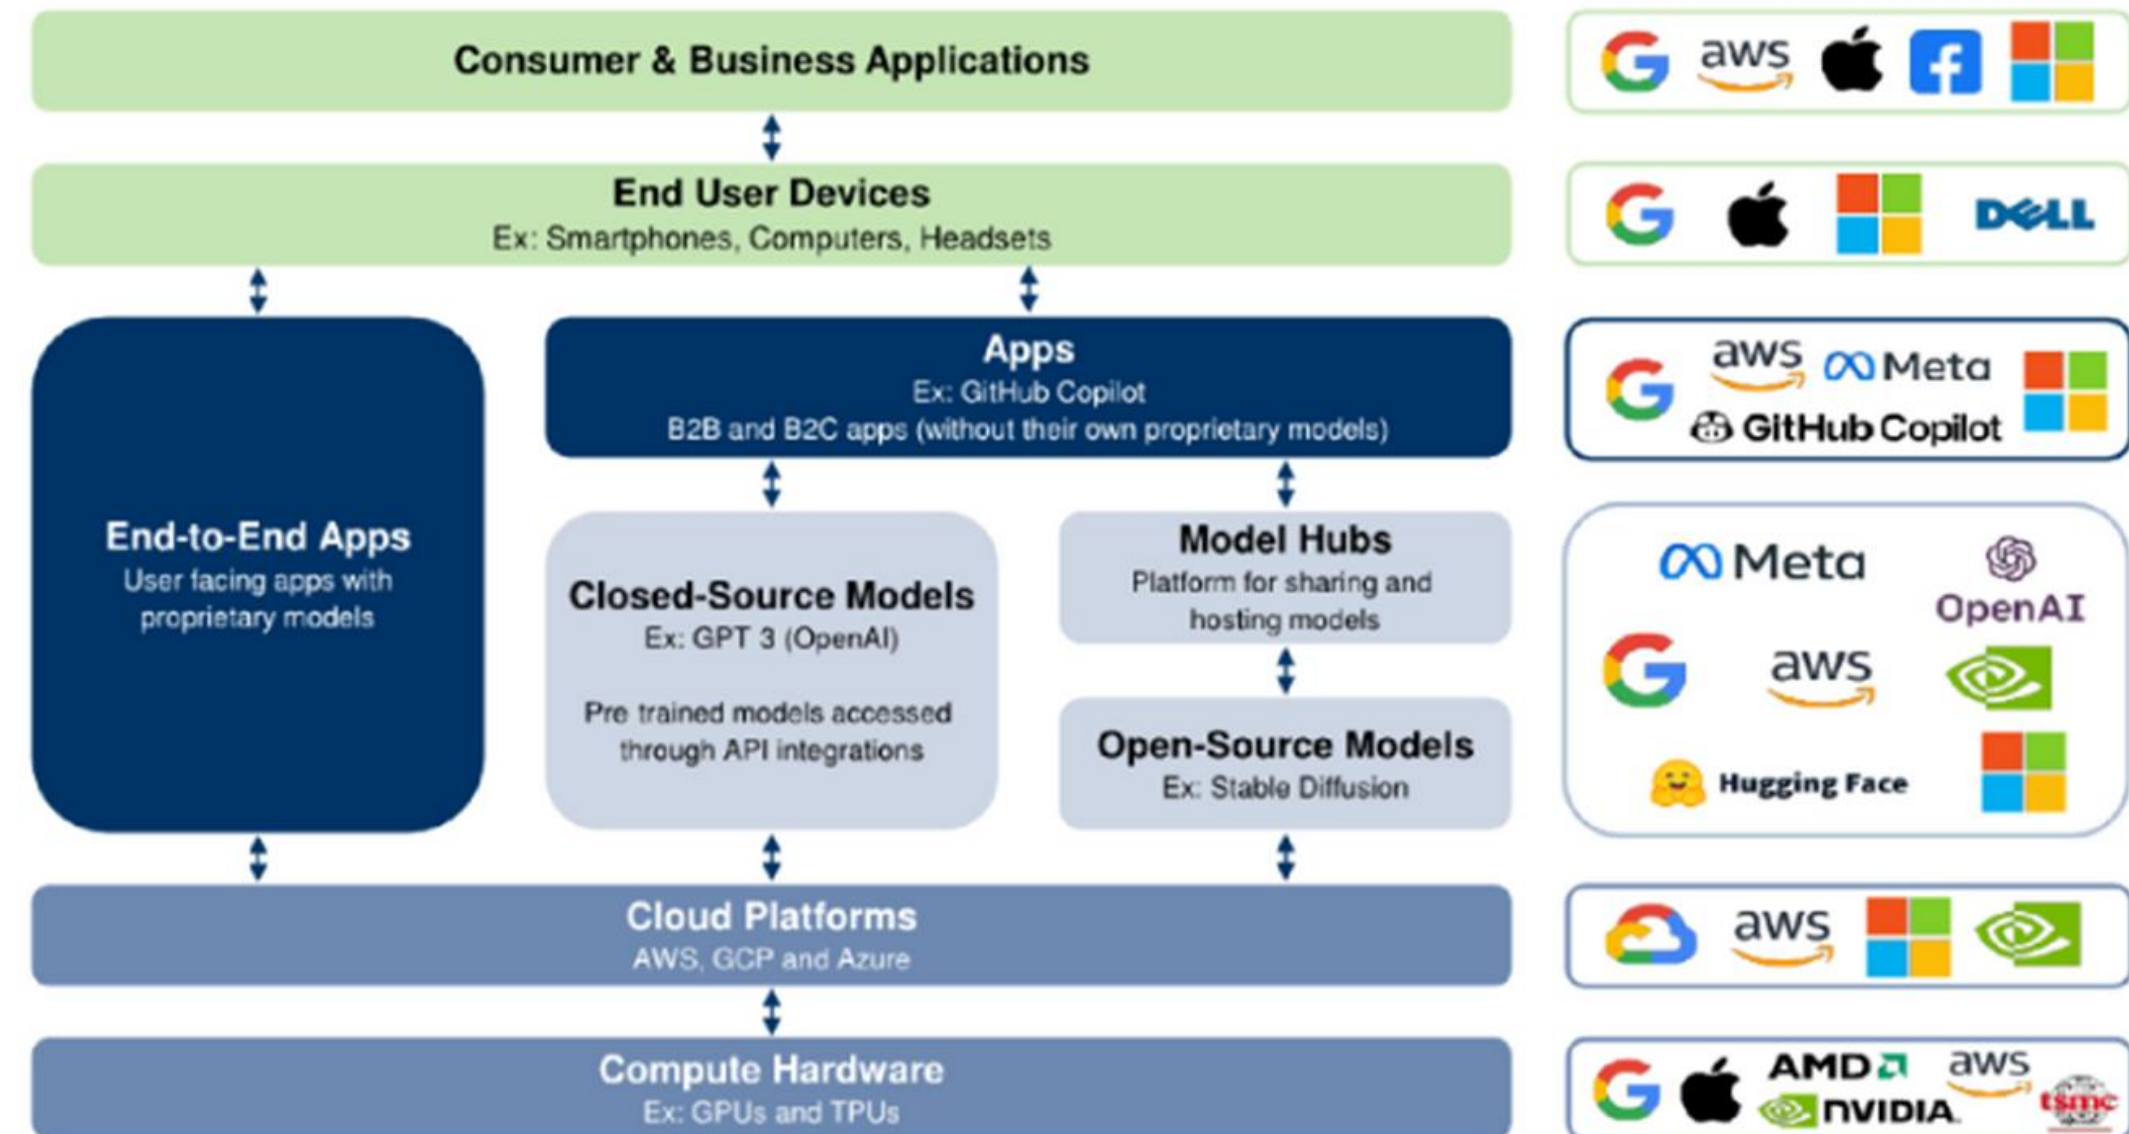 Consumer & Business Applications
aws
End User Devices
Ex: Smartphones, Computers, Headsets
DELL
Apps
Ex: GitHub Copilot
B2B and B2C apps (without their own proprietary models)
aws
Meta
GitHub Copilot
End-to-End Apps
User facing apps with
proprietary models
Closed-Source Models
Ex: GPT 3 (OpenAI)
Pre trained models accessed
through API integrations
Model Hubs
Platform for sharing and
hosting models
Open-Source Models
Ex: Stable Diffusion
Meta
OpenAI
aws
Hugging Face
Cloud Platforms
AWS, GCP and Azure
aws
Compute Hardware
Ex: GPUs and TPUs
AMD
aws
NVIDIA.
tsmc